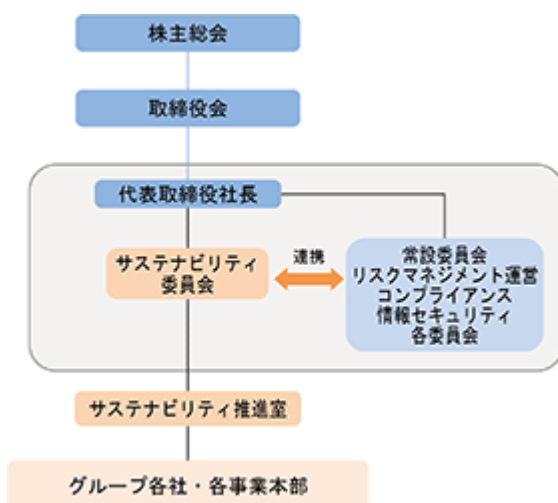 株主総会
取締役会
代表取締役社長
サステナビリティ
委員会
連携
常設委員会
リスクマネジメント運営
コンプライアンス
情報セキュリティ
各委員会
サステナビリティ推進室
グループ各社・各事業本部